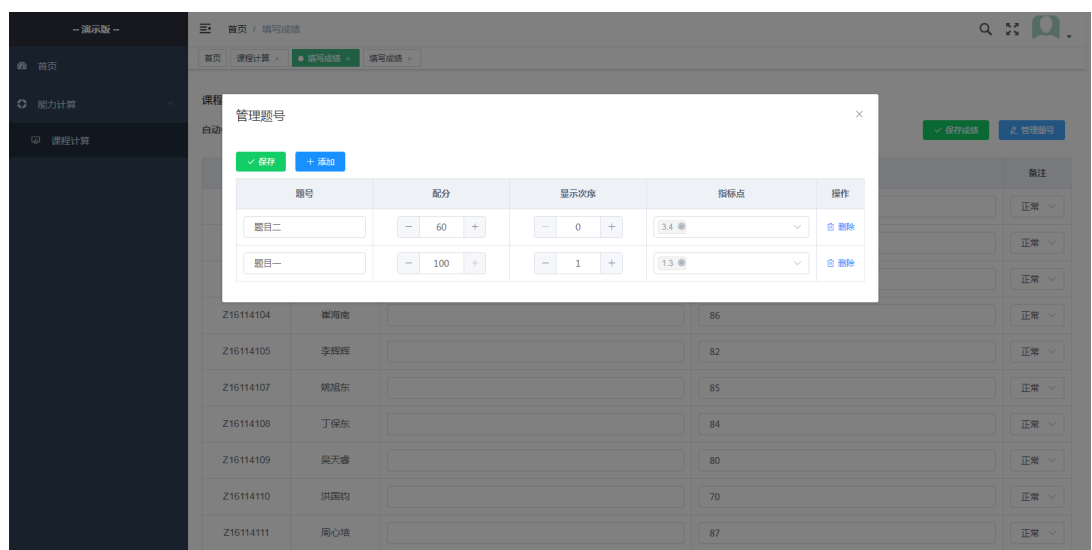 -- 演示版 --
首页 / 填写成绩
首页
首页 课程计算 × ● 填写成绩 × 填写成绩 ×
能力计算
课程计算
课程
自动
保存成绩 管理题号
管理题号 ×
✓ 保存 + 添加
题号 配分 显示次序 指标点 操作
题目二 − 60 + − 0 + 3.4 删除
题目一 − 100 + − 1 + 1.3 删除
备注
正常
正常
正常
Z16114104 崔海南 86 正常
Z16114105 李辉辉 82 正常
Z16114107 姚旭东 85 正常
Z16114108 丁保东 84 正常
Z16114109 吴天睿 80 正常
Z16114110 洪国钧 70 正常
Z16114111 周心培 87 正常